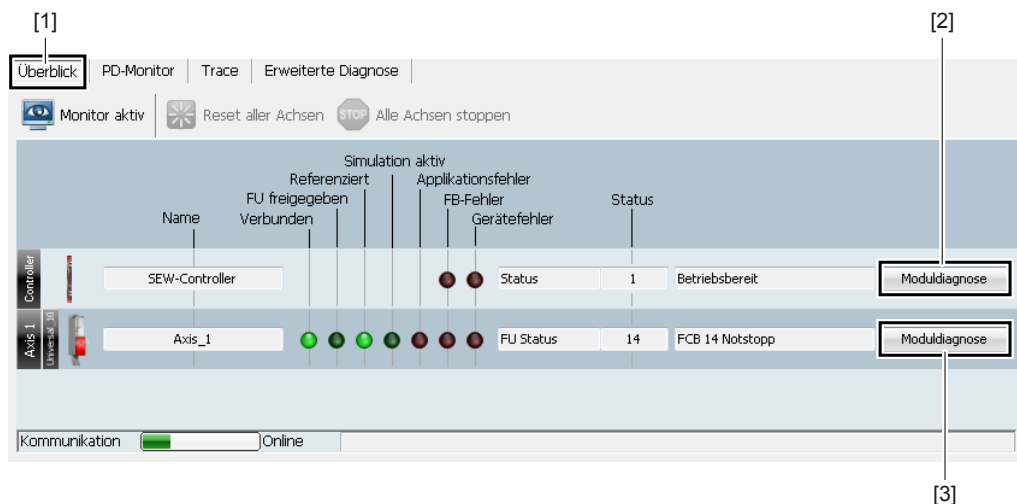 [1]
[2]
Überblick PD-Monitor Trace Erweiterte Diagnose
Monitor aktiv Reset aller Achsen STOP Alle Achsen stoppen
Simulation aktiv
Referenziert Applikationsfehler
FU freigegeben FB-Fehler Status
Name Verbunden Gerätefehler
Controller SEW-Controller Status 1 Betriebsbereit Moduldiagnose
Axis 1 Universal_10 Axis_1 FU Status 14 FCB 14 Notstopp Moduldiagnose
Kommunikation Online
[3]